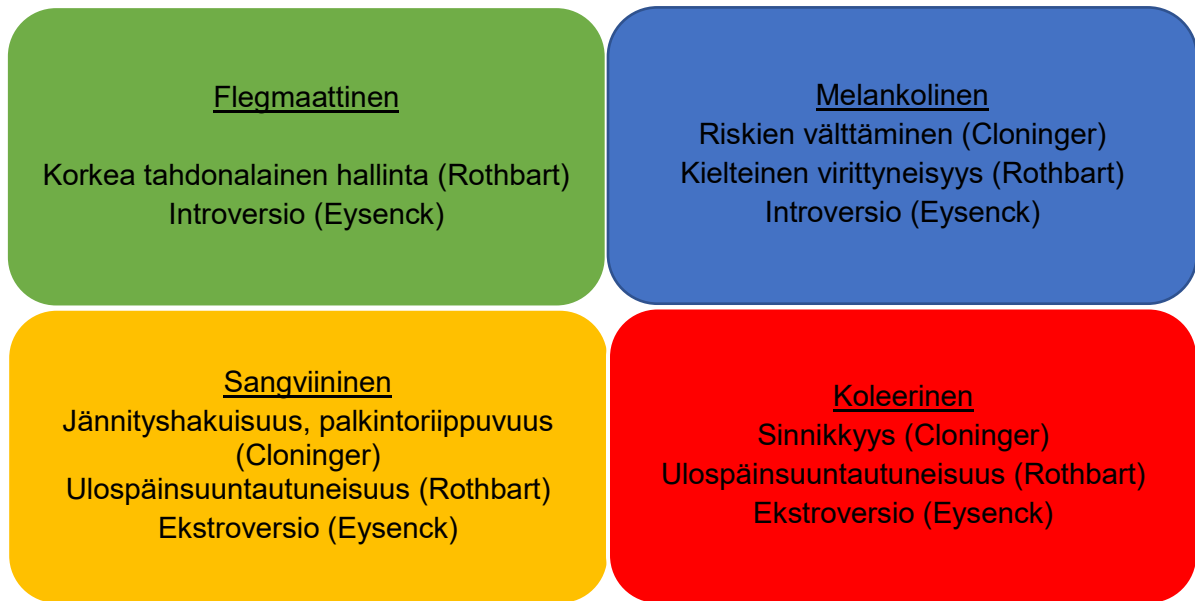 Flegmaattinen
Korkea tahdonalainen hallinta (Rothbart)
Introversio (Eysenck)
Melankolinen
Riskien välttäminen (Cloninger)
Kielteinen virittyneisyys (Rothbart)
Introversio (Eysenck)
Sangviininen
Jännityshakuisuus, palkintoriippuvuus
(Cloninger)
Ulospäinsuuntautuneisuus (Rothbart)
Ekstroversio (Eysenck)
Koleerinen
Sinnikkyys (Cloninger)
Ulospäinsuuntautuneisuus (Rothbart)
Ekstroversio (Eysenck)